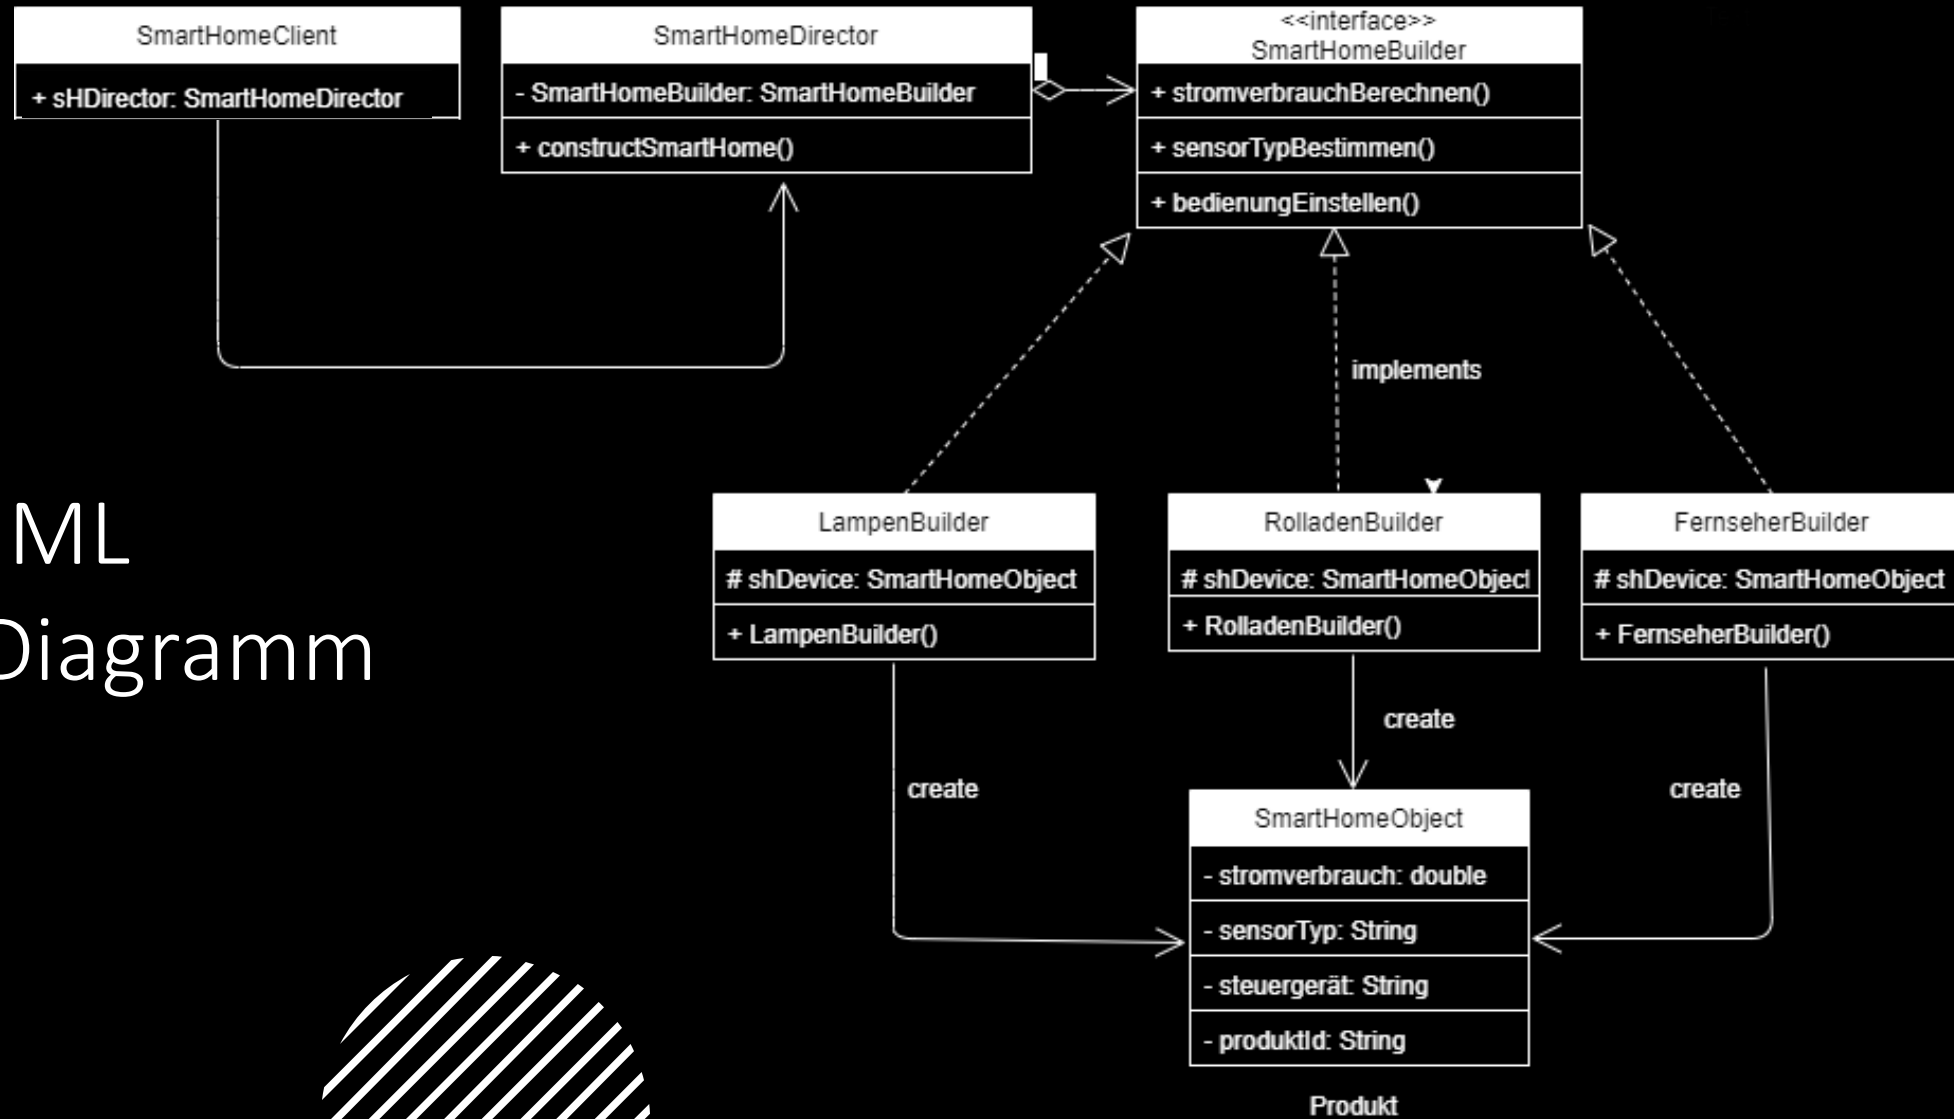 SmartHomeClient
+ sHDirector: SmartHomeDirector
SmartHomeDirector
- SmartHomeBuilder: SmartHomeBuilder
+ constructSmartHome()
<<interface>>
SmartHomeBuilder
+ stromverbrauchBerechnen()
+ sensorTypBestimmen()
+ bedienungEinstellen()
implements
ML
Diagramm
LampenBuilder
# shDevice: SmartHomeObject
+ LampenBuilder()
RolladenBuilder
# shDevice: SmartHomeObject
+ RolladenBuilder()
FernseherBuilder
# shDevice: SmartHomeObject
+ FernseherBuilder()
create
create
create
SmartHomeObject
- stromverbrauch: double
- sensorTyp: String
- steuergerät: String
- produktId: String
Produkt